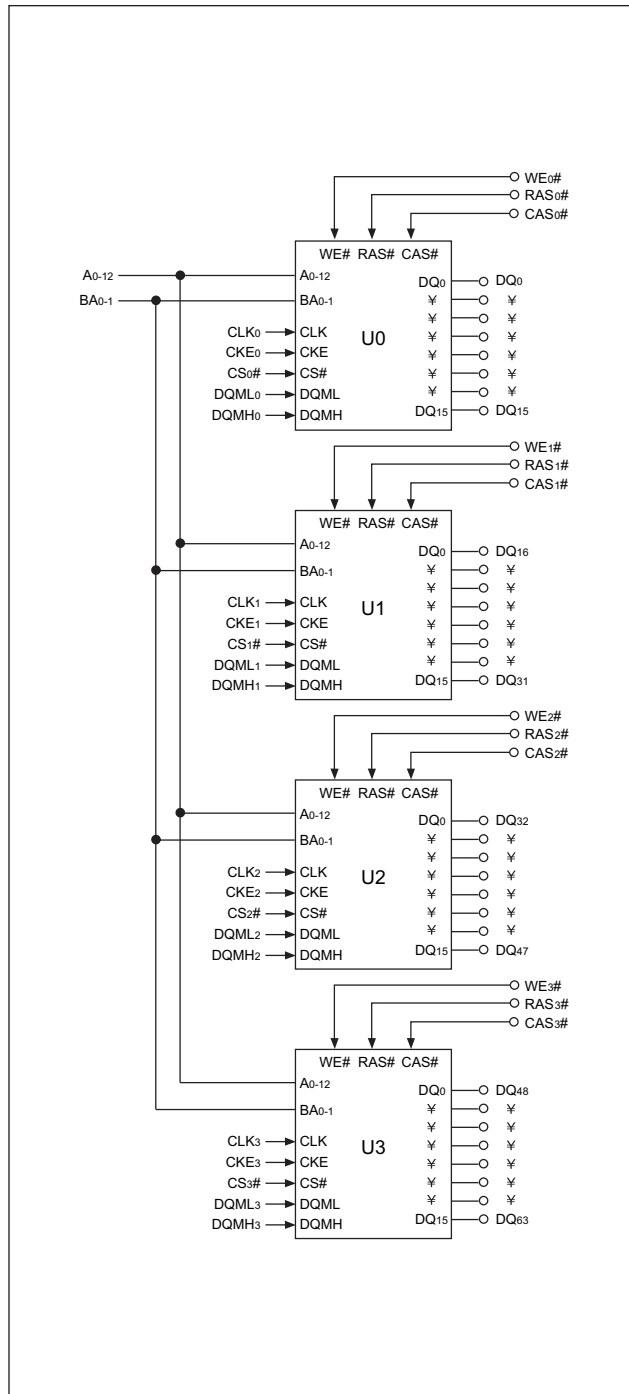 WE0#
RAS0#
CAS0#
WE# RAS# CAS#
A0-12 A0-12 DQ0 DQ0
BA0-1 BA0-1 ¥ ¥
¥ ¥
CLK0 CLK ¥ ¥
CKE0 CKE U0 ¥ ¥
CS0# CS# ¥ ¥
DQML0 DQML ¥ ¥
DQMH0 DQMH DQ15 DQ15
WE1#
RAS1#
CAS1#
WE# RAS# CAS#
A0-12 DQ0 DQ16
BA0-1 ¥ ¥
¥ ¥
CLK1 CLK ¥ ¥
CKE1 CKE U1 ¥ ¥
CS1# CS# ¥ ¥
DQML1 DQML ¥ ¥
DQMH1 DQMH DQ15 DQ31
WE2#
RAS2#
CAS2#
WE# RAS# CAS#
A0-12 DQ0 DQ32
BA0-1 ¥ ¥
¥ ¥
CLK2 CLK ¥ ¥
CKE2 CKE U2 ¥ ¥
CS2# CS# ¥ ¥
DQML2 DQML ¥ ¥
DQMH2 DQMH DQ15 DQ47
WE3#
RAS3#
CAS3#
WE# RAS# CAS#
A0-12 DQ0 DQ48
BA0-1 ¥ ¥
¥ ¥
CLK3 CLK ¥ ¥
CKE3 CKE U3 ¥ ¥
CS3# CS# ¥ ¥
DQML3 DQML ¥ ¥
DQMH3 DQMH DQ15 DQ63